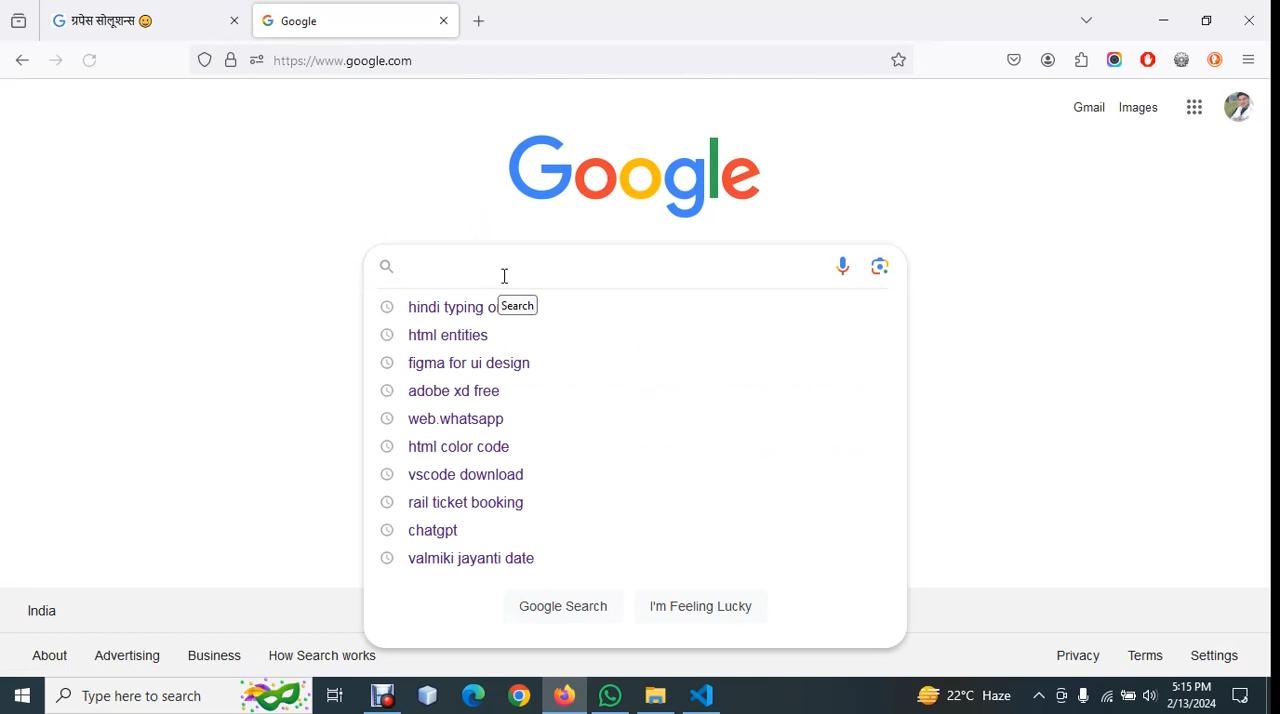 ग्रपेस सोलूशन्स
Google
https://www.google.com
Gmail
Images
Google
hindi typing o
Search
html entities
figma for ui design
adobe xd free
web.whatsapp
html color code
vscode download
rail ticket booking
chatgpt
valmiki jayanti date
Google Search
I'm Feeling Lucky
India
About
Advertising
Business
How Search works
Privacy
Terms
Settings
Type here to search
22°C Haze
5:15 PM
2/13/2024